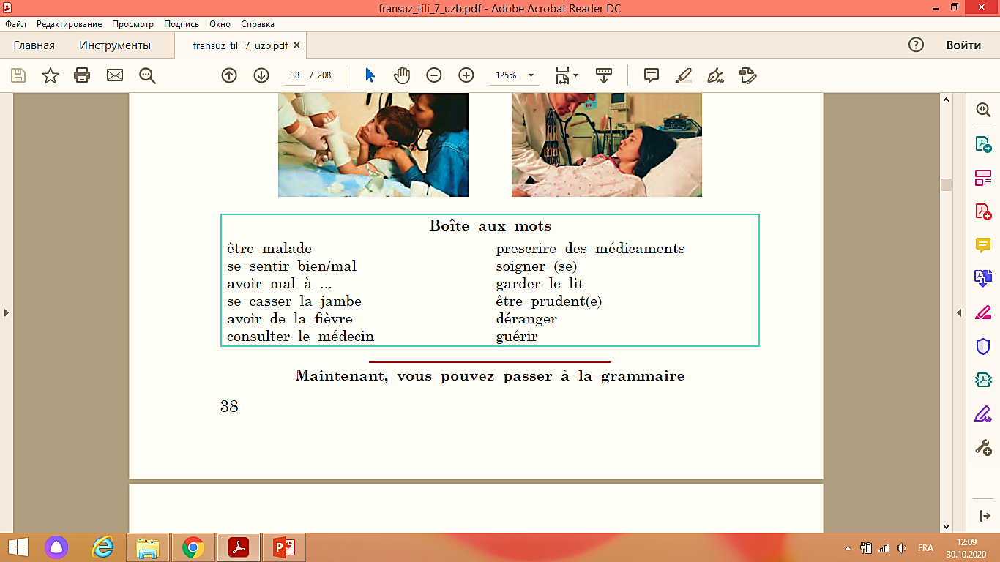 fransuz_tili_7_uzb.pdf - Adobe Acrobat Reader DC
Файл Редактирование Просмотр Подпись Окно Справка
Главная Инструменты fransuz_tili_7_uzb.pdf × Войти
38 / 208 125%
Boîte aux mots
être malade
se sentir bien/mal
avoir mal à ...
se casser la jambe
avoir de la fièvre
consulter le médecin
prescrire des médicaments
soigner (se)
garder le lit
être prudent(e)
déranger
guérir
Maintenant, vous pouvez passer à la grammaire
38
FRA
12:09
30.10.2020